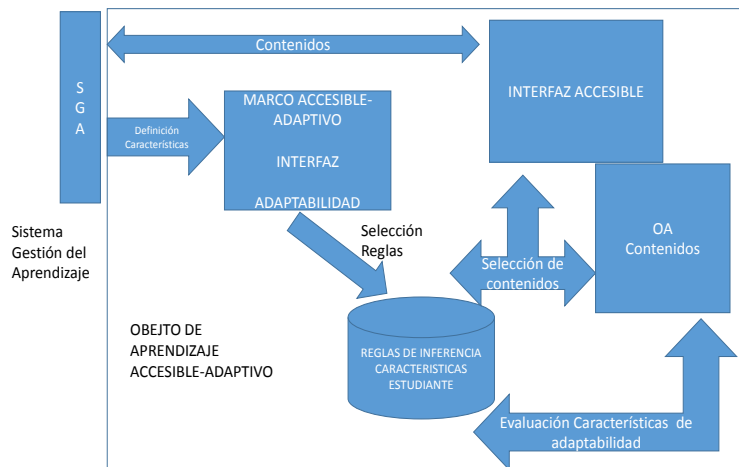 Contenidos
S
G
A
INTERFAZ ACCESIBLE
MARCO ACCESIBLE-
ADAPTIVO
INTERFAZ
ADAPTABILIDAD
Definición
Características
OA
Contenidos
Sistema
Gestión del
Aprendizaje
Selección
Reglas
Selección de
contenidos
OBEJTO DE
APRENDIZAJE
ACCESIBLE-ADAPTIVO
REGLAS DE INFERENCIA
CARACTERISTICAS
ESTUDIANTE
Evaluación Características de
adaptabilidad